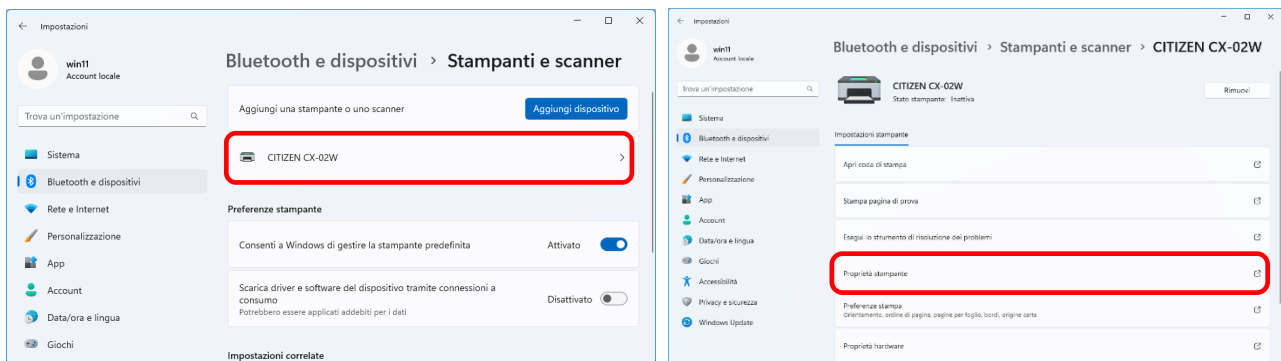 Impostazioni
win11
Account locale
Trova un'impostazione
Sistema
Bluetooth e dispositivi
Rete e Internet
Personalizzazione
App
Account
Data/ora e lingua
Giochi
Bluetooth e dispositivi > Stampanti e scanner
Aggiungi una stampante o uno scanner
Aggiungi dispositivo
CITIZEN CX-02W
Preferenze stampante
Consenti a Windows di gestire la stampante predefinita
Attivato
Scarica driver e software del dispositivo tramite connessioni a
consumo
Potrebbero essere applicati addebiti per i dati
Disattivato
Impostazioni correlate
Impostazioni
win11
Account locale
Trova un'impostazione
Sistema
Bluetooth e dispositivi
Rete e Internet
Personalizzazione
App
Account
Data/ora e lingua
Giochi
Accessibilità
Privacy e sicurezza
Windows Update
Bluetooth e dispositivi > Stampanti e scanner > CITIZEN CX-02W
CITIZEN CX-02W
Stato stampante: Inattiva
Rimuovi
Impostazioni stampante
Apri coda di stampa
Stampa pagina di prova
Esegui lo strumento di risoluzione dei problemi
Proprietà stampante
Preferenze stampa
Orientamento, ordine di pagina, pagine per foglio, bordi, origine carta
Proprietà hardware